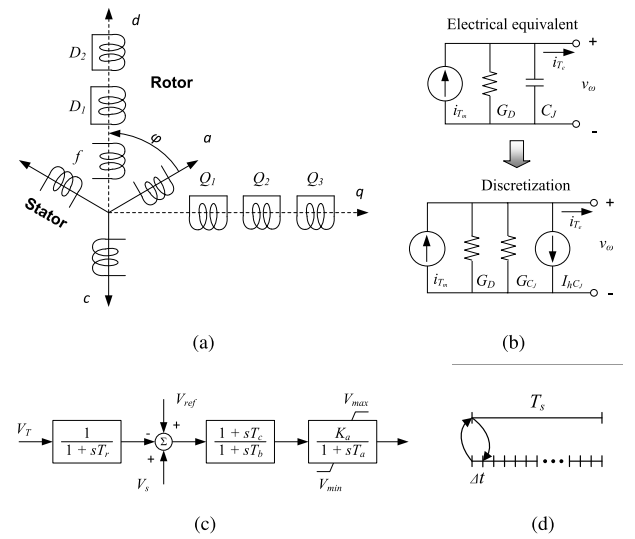 d
D2
Rotor
D1
φ
a
f
Q1 Q2 Q3
q
Stator
c
(a)
Electrical equivalent
+
iTe
vω
iTm
GD
CJ
-
Discretization
+
iTe
vω
iTm
GD
GCJ
IhCJ
-
(b)
VT
1
1 + sTr
Vref
-
+
Σ
+
Vs
1 + sTc
1 + sTb
Vmax
Ka
1 + sTa
Vmin
(c)
Ts
Δt
(d)